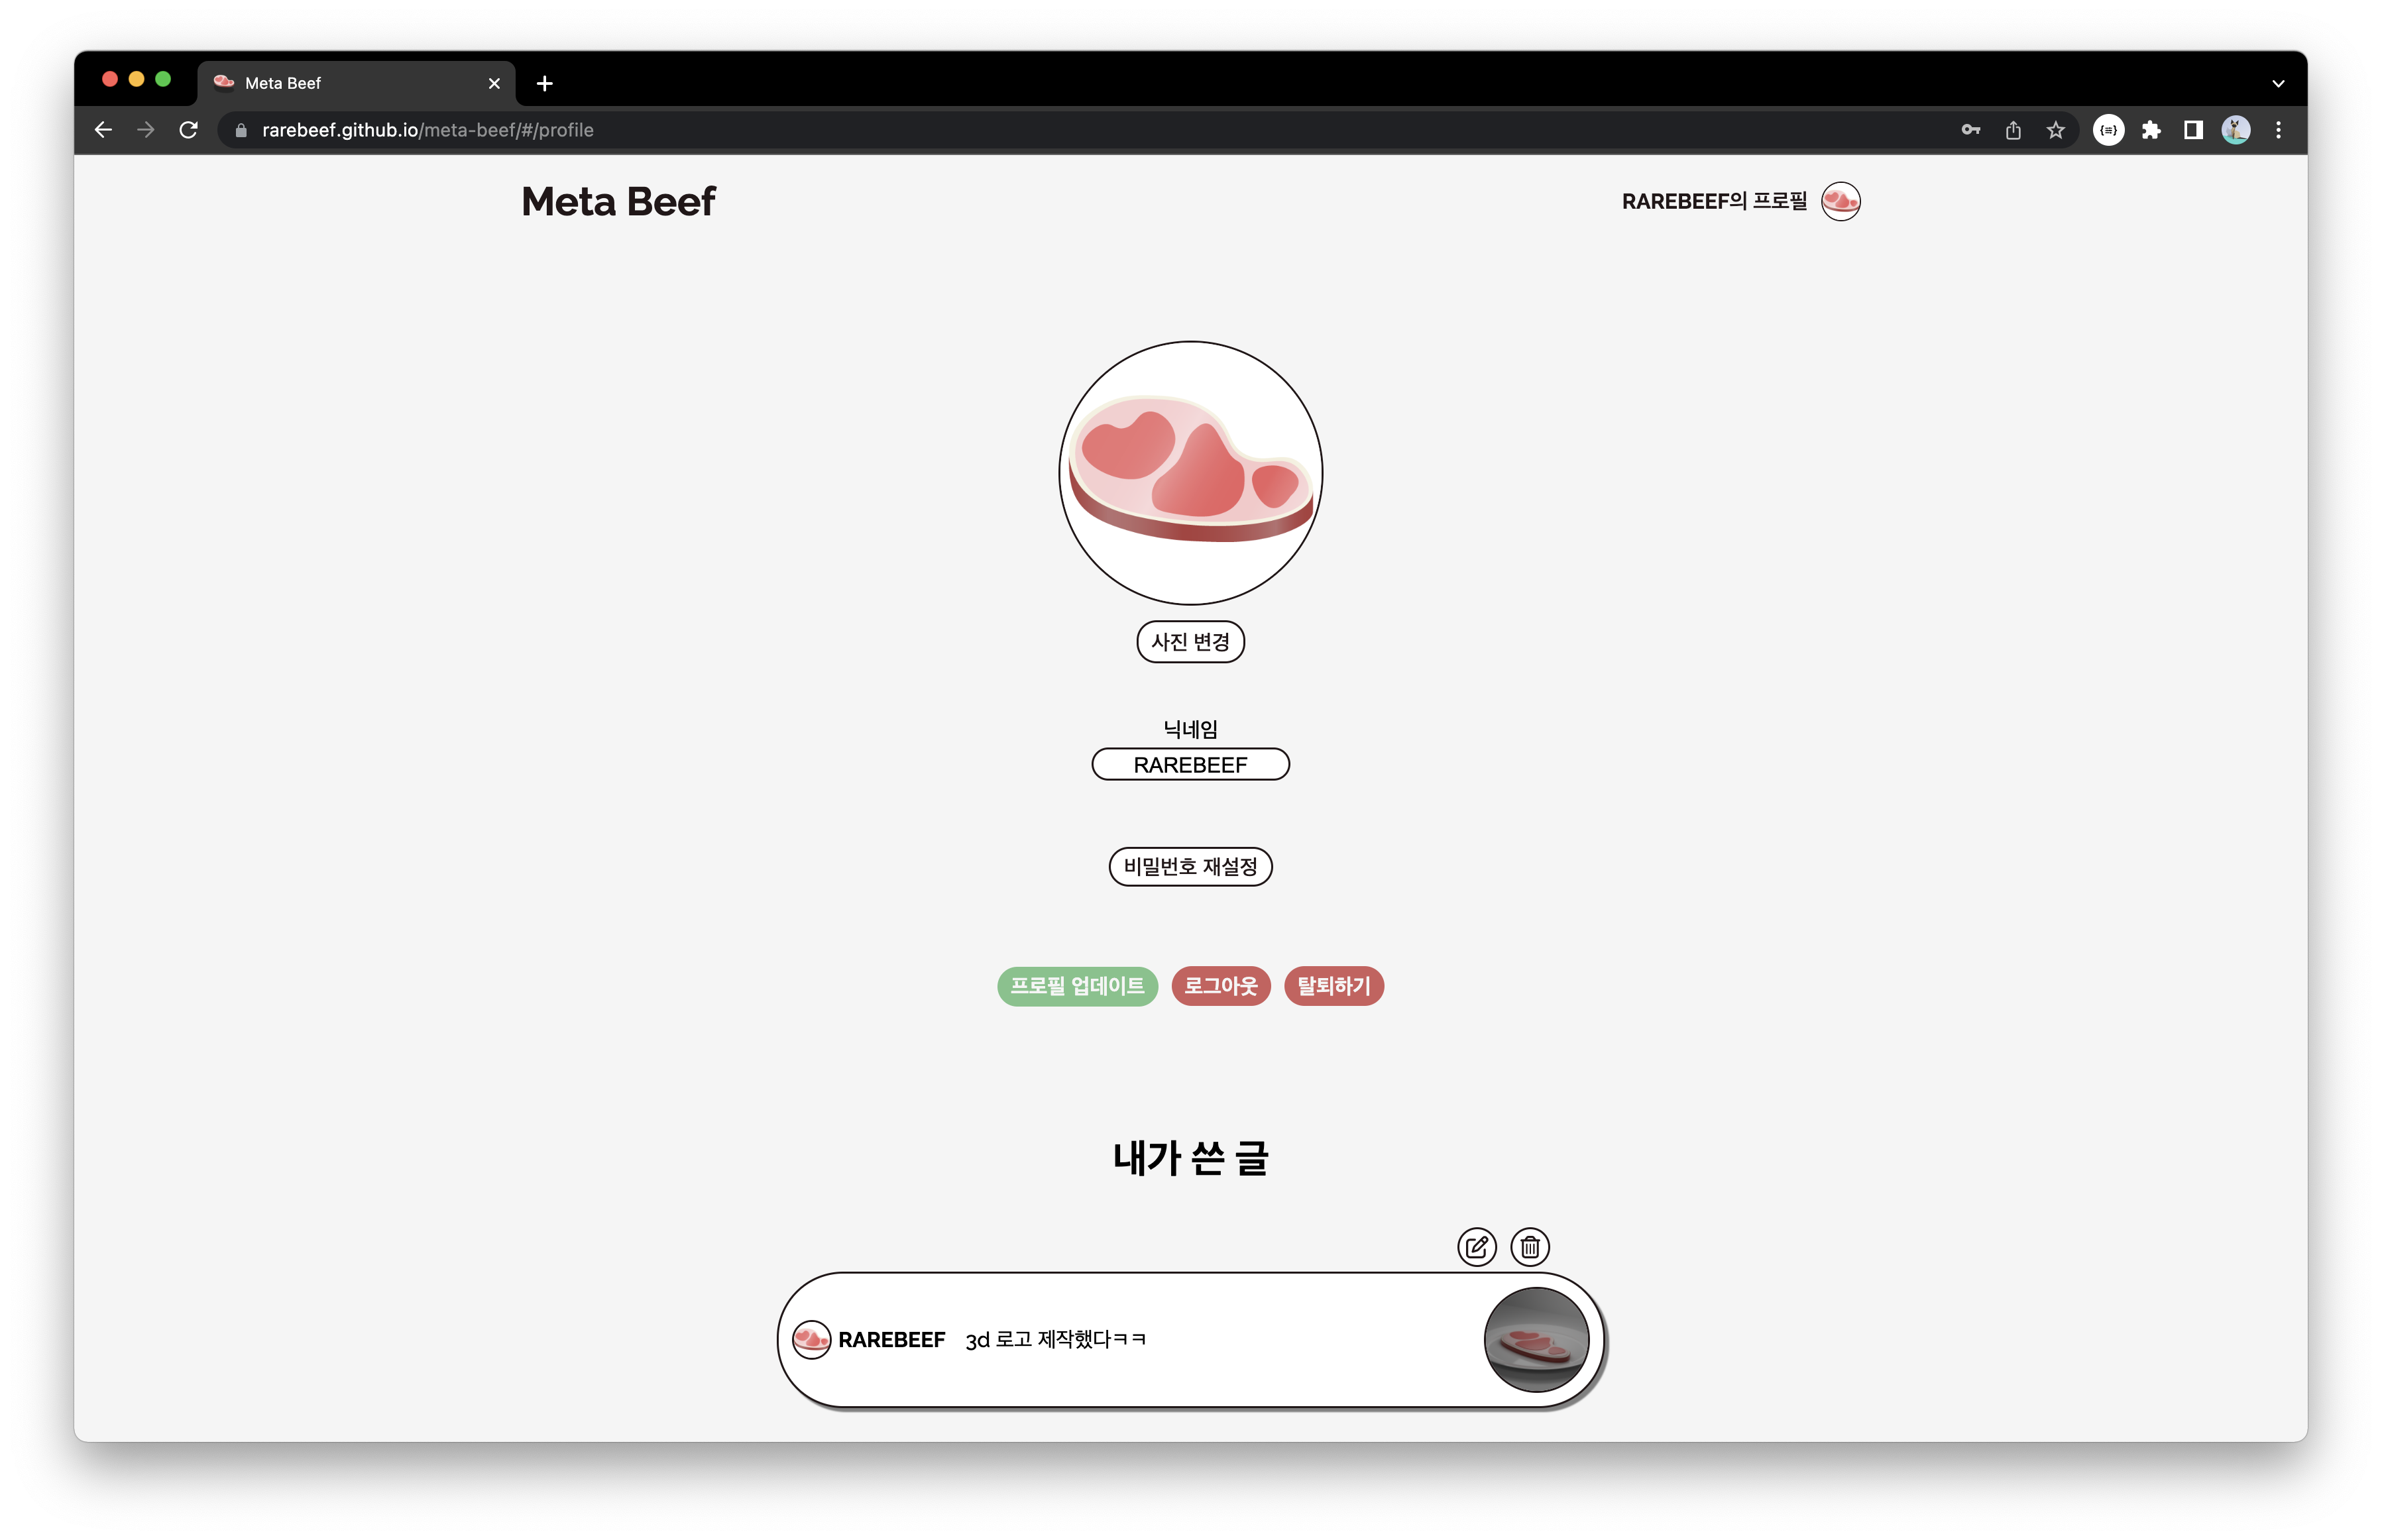 Meta Beef
rarebeef.github.io/meta-beef/#/profile
Meta Beef
RAREBEEF의 프로필
사진 변경
닉네임
RAREBEEF
비밀번호 재설정
프로필 업데이트 로그아웃 탈퇴하기
내가 쓴 글
RAREBEEF 3d 로고 제작했다ㅋㅋ